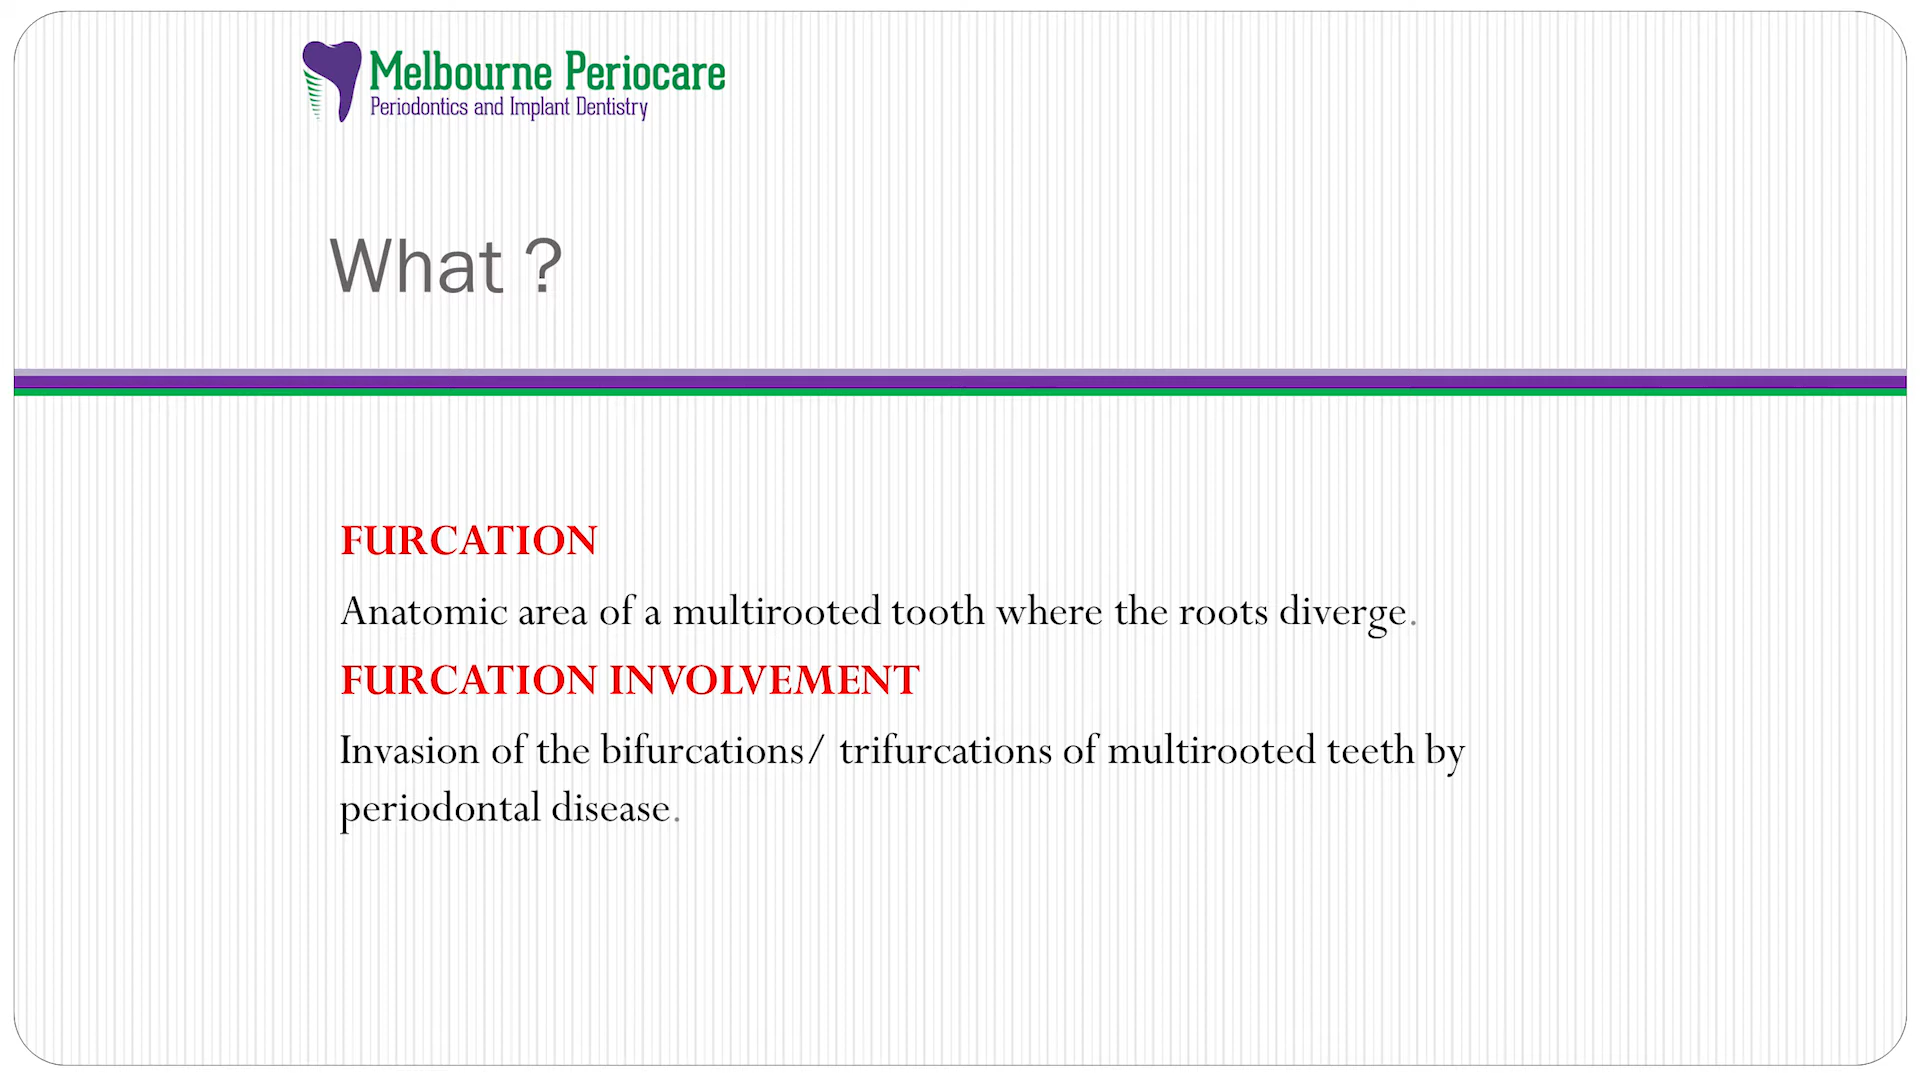 Melbourne Periocare
Periodontics and Implant Dentistry
What ?
FURCATION
Anatomic area of a multirooted tooth where the roots diverge.
FURCATION INVOLVEMENT
Invasion of the bifurcations/ trifurcations of multirooted teeth by
periodontal disease.